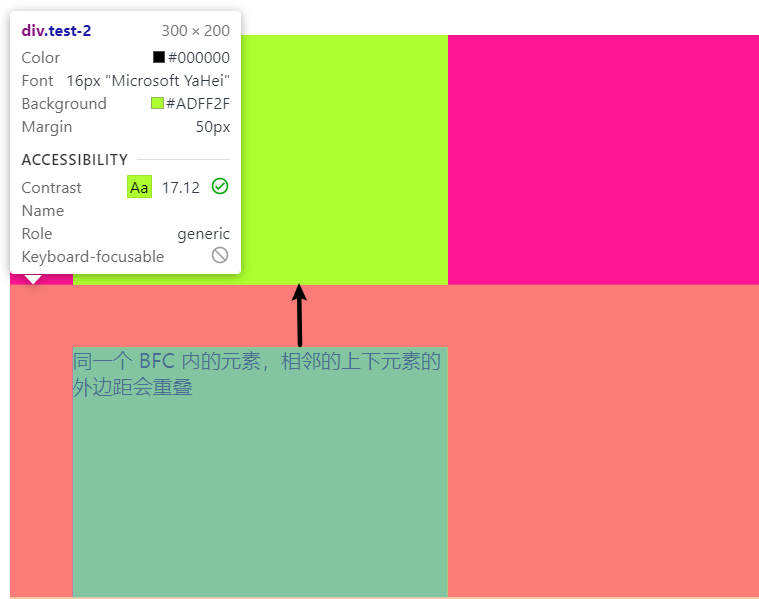 div.test-2 300 × 200
Color #000000
Font 16px "Microsoft YaHei"
Background #ADFF2F
Margin 50px
ACCESSIBILITY
Contrast Aa 17.12
Name
Role generic
Keyboard-focusable
同一个 BFC 内的元素，相邻的上下元素的
外边距会重叠